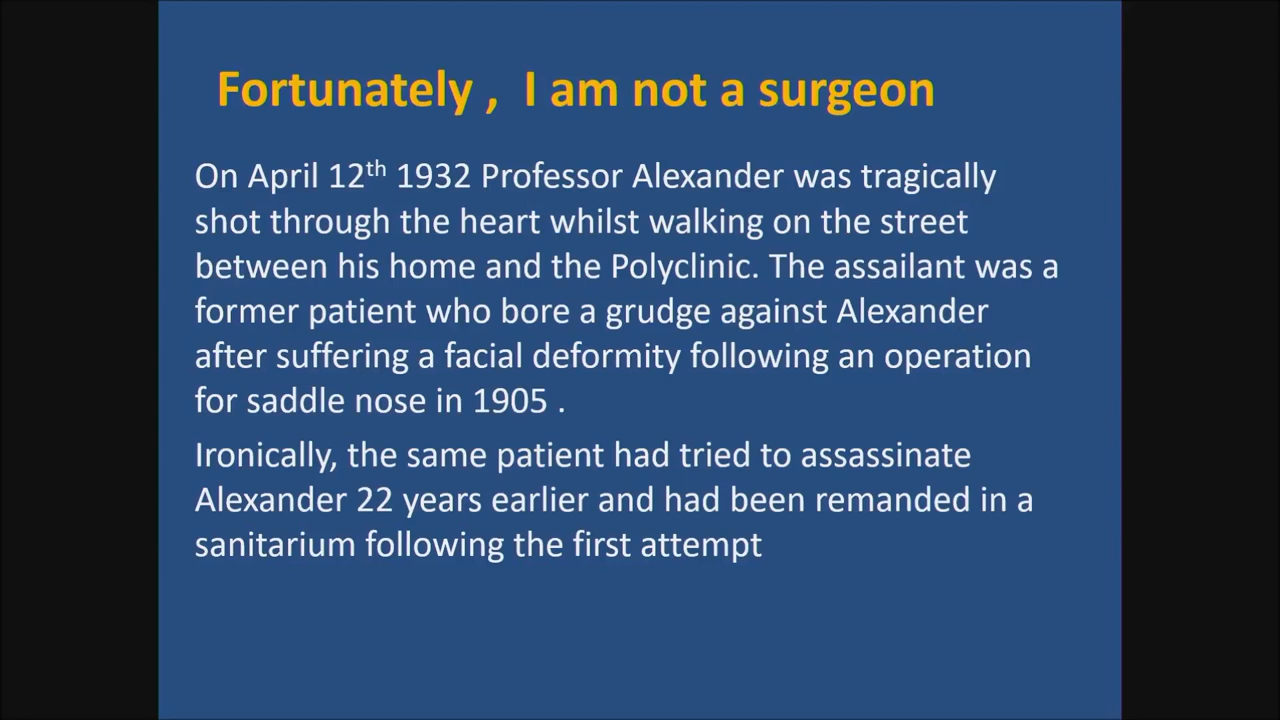 Fortunately , I am not a surgeon
On April 12th 1932 Professor Alexander was tragically
shot through the heart whilst walking on the street
between his home and the Polyclinic. The assailant was a
former patient who bore a grudge against Alexander
after suffering a facial deformity following an operation
for saddle nose in 1905 .
Ironically, the same patient had tried to assassinate
Alexander 22 years earlier and had been remanded in a
sanitarium following the first attempt